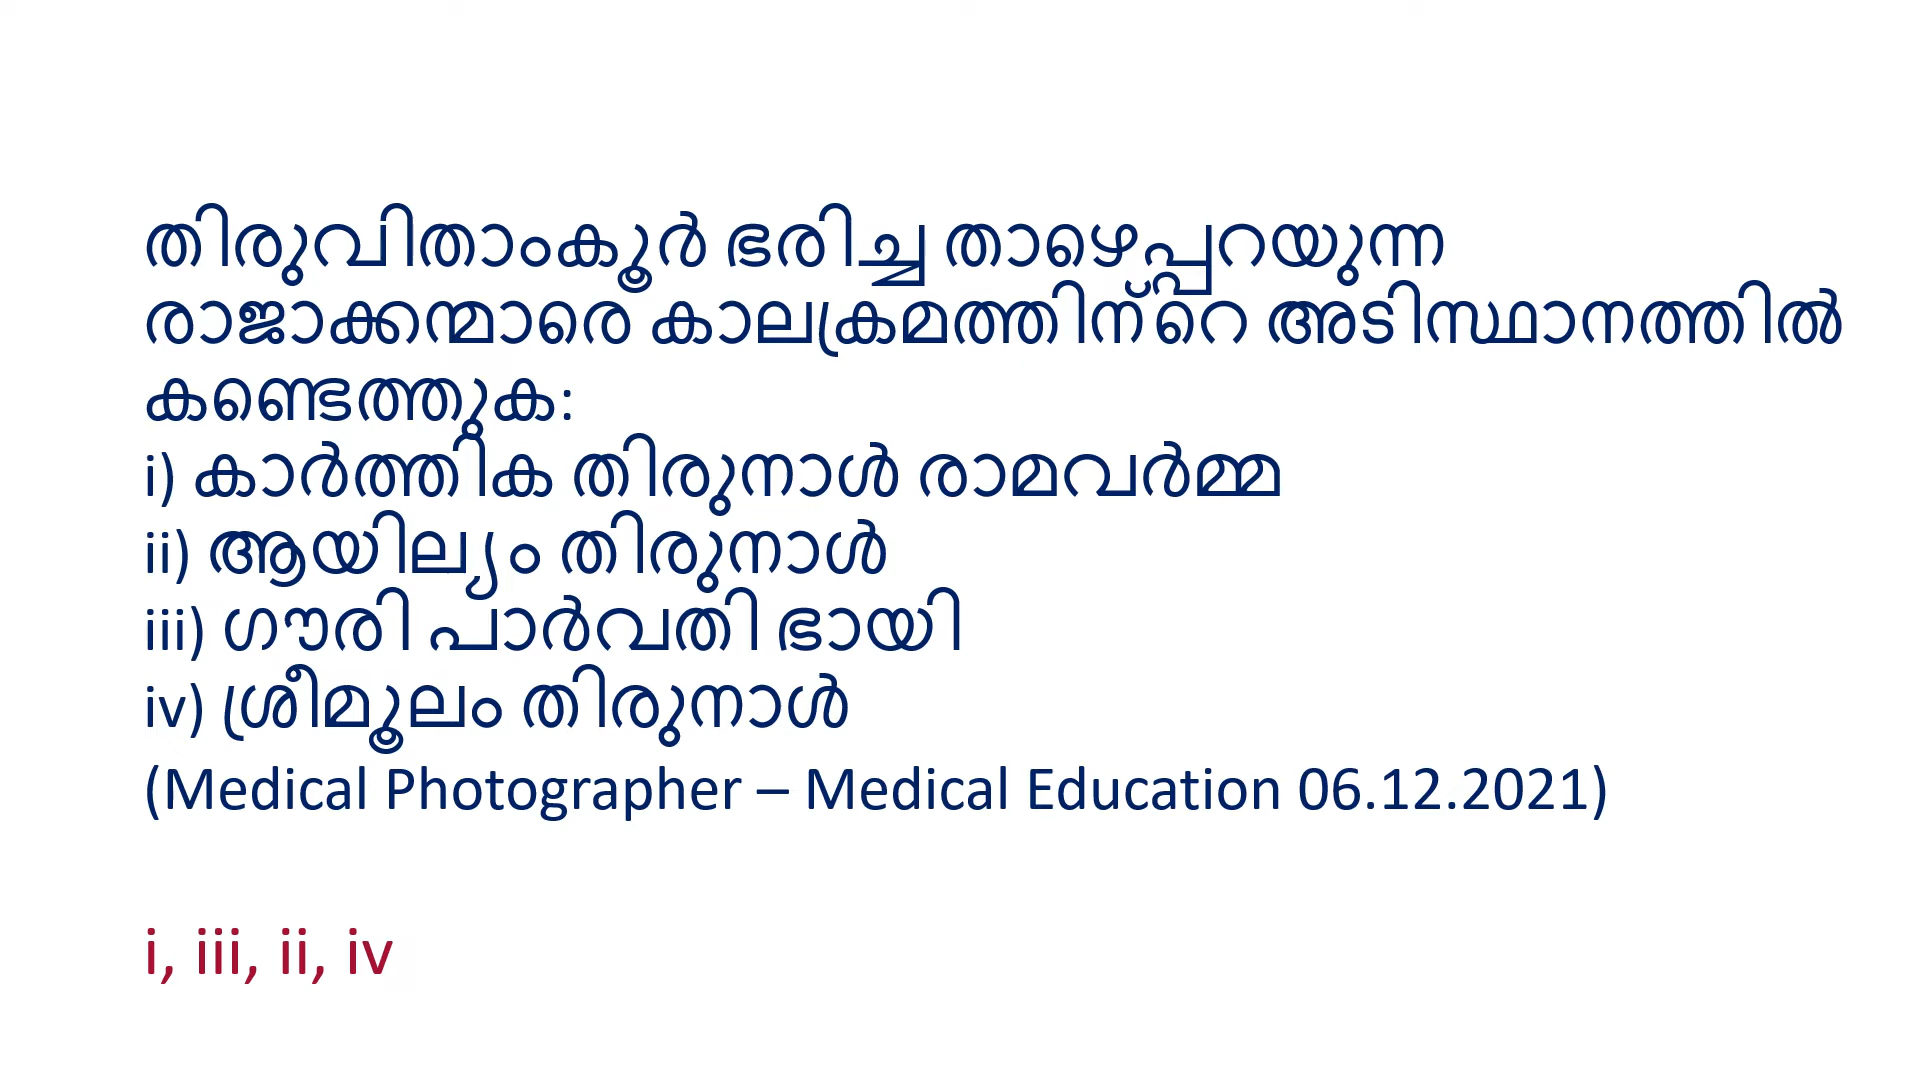 തിരുവിതാംകൂർ ഭരിച്ച താഴെപ്പറയുന്ന
രാജാക്കന്മാരെ കാലക്രമത്തിന്റെ അടിസ്ഥാനത്തിൽ
കണ്ടെത്തുക:
i) കാർത്തിക തിരുനാൾ രാമവർമ്മ
ii) ആയില്യം തിരുനാൾ
iii) ഗൗരി പാർവതി ഭായി
iv) ശ്രീമൂലം തിരുനാൾ
(Medical Photographer – Medical Education 06.12.2021)
i, iii, ii, iv